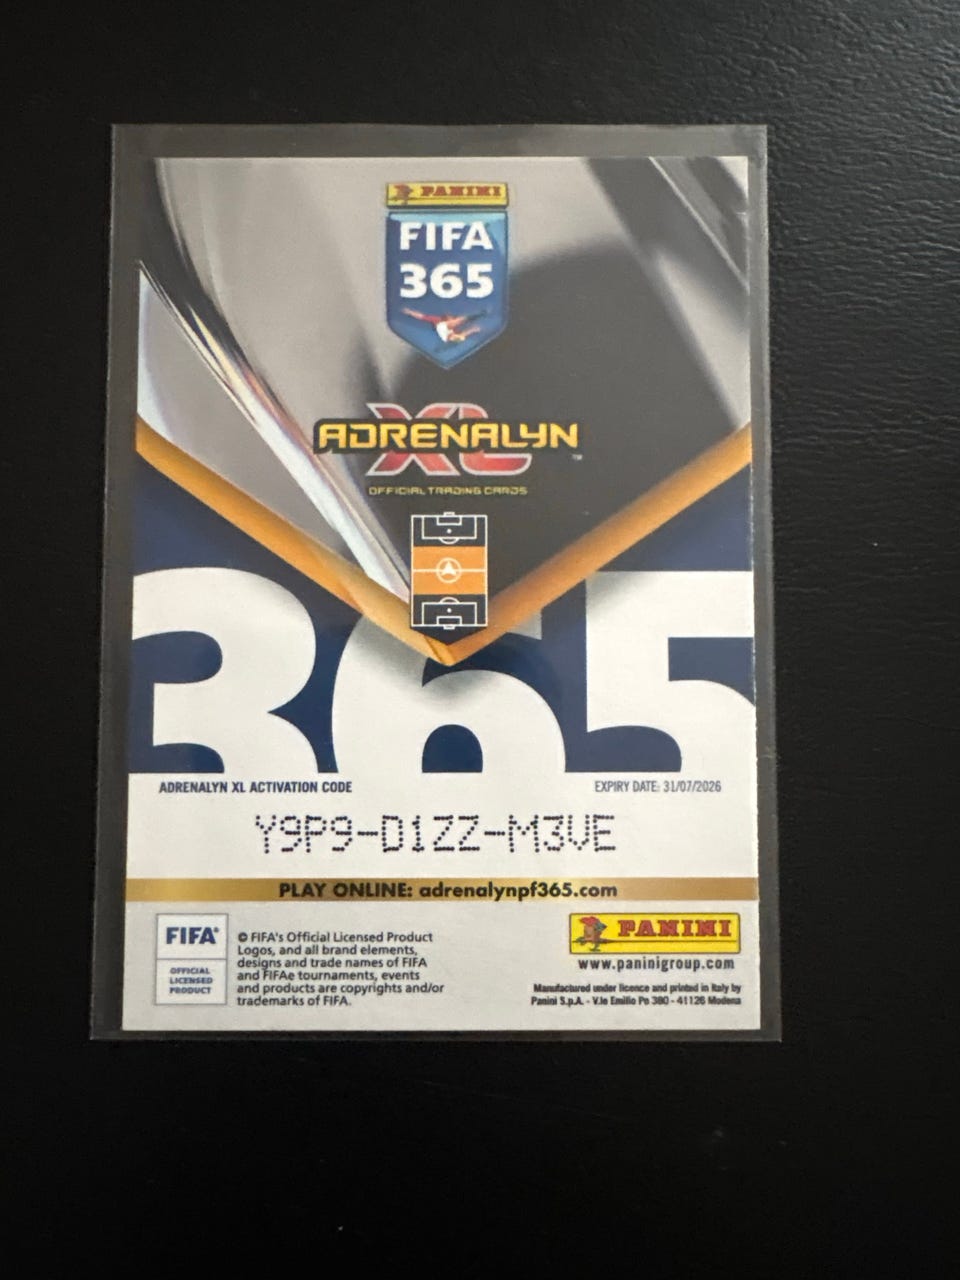 PANINI
FIFA
365
ADRENALYN
XL
™
OFFICIAL TRADING CARDS
365
ADRENALYN XL ACTIVATION CODE
EXPIRY DATE: 31/07/2026
Y9P9-D1ZZ-M3VE
PLAY ONLINE: adrenalynpf365.com
FIFA®
OFFICIAL
LICENSED
PRODUCT
© FIFA's Official Licensed Product
Logos, and all brand elements,
designs and trade names of FIFA
and FIFAe tournaments, events
and products are copyrights and/or
trademarks of FIFA.
PANINI
www.paninigroup.com
Manufactured under licence and printed in Italy by
Panini S.p.A. - V.le Emilio Po 380 - 41126 Modena